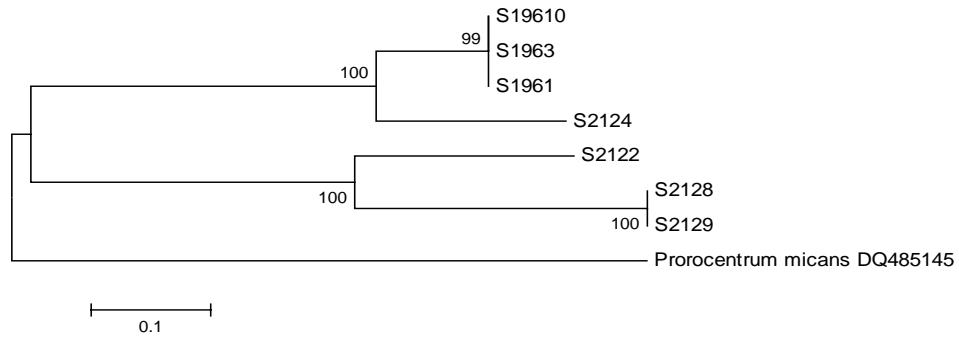 S19610
99
S1963
100
S1961
S2124
S2122
100
S2128
100
S2129
Prorocentrum micans DQ485145
0.1